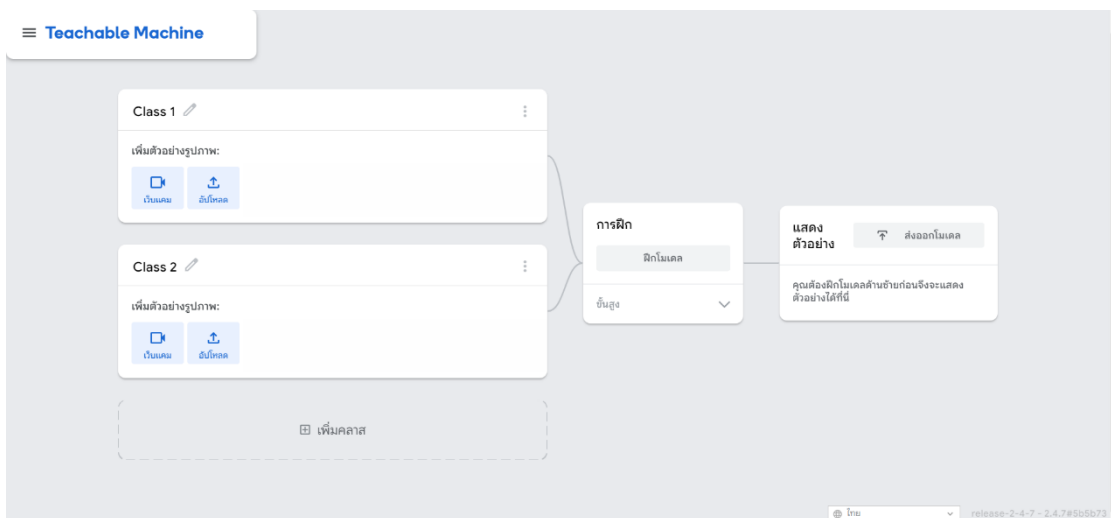 Teachable Machine
Class 1
เพิ่มตัวอย่างรูปภาพ:
เว็บแคม
อัปโหลด
Class 2
เพิ่มตัวอย่างรูปภาพ:
เว็บแคม
อัปโหลด
เพิ่มคลาส
การฝึก
ฝึกโมเดล
ขั้นสูง
แสดง
ตัวอย่าง
ส่งออกโมเดล
คุณต้องฝึกโมเดลด้านซ้ายก่อนจึงจะแสดง
ตัวอย่างได้ที่นี่
ไทย
release-2-4-7 - 2.4.7#5b5b73